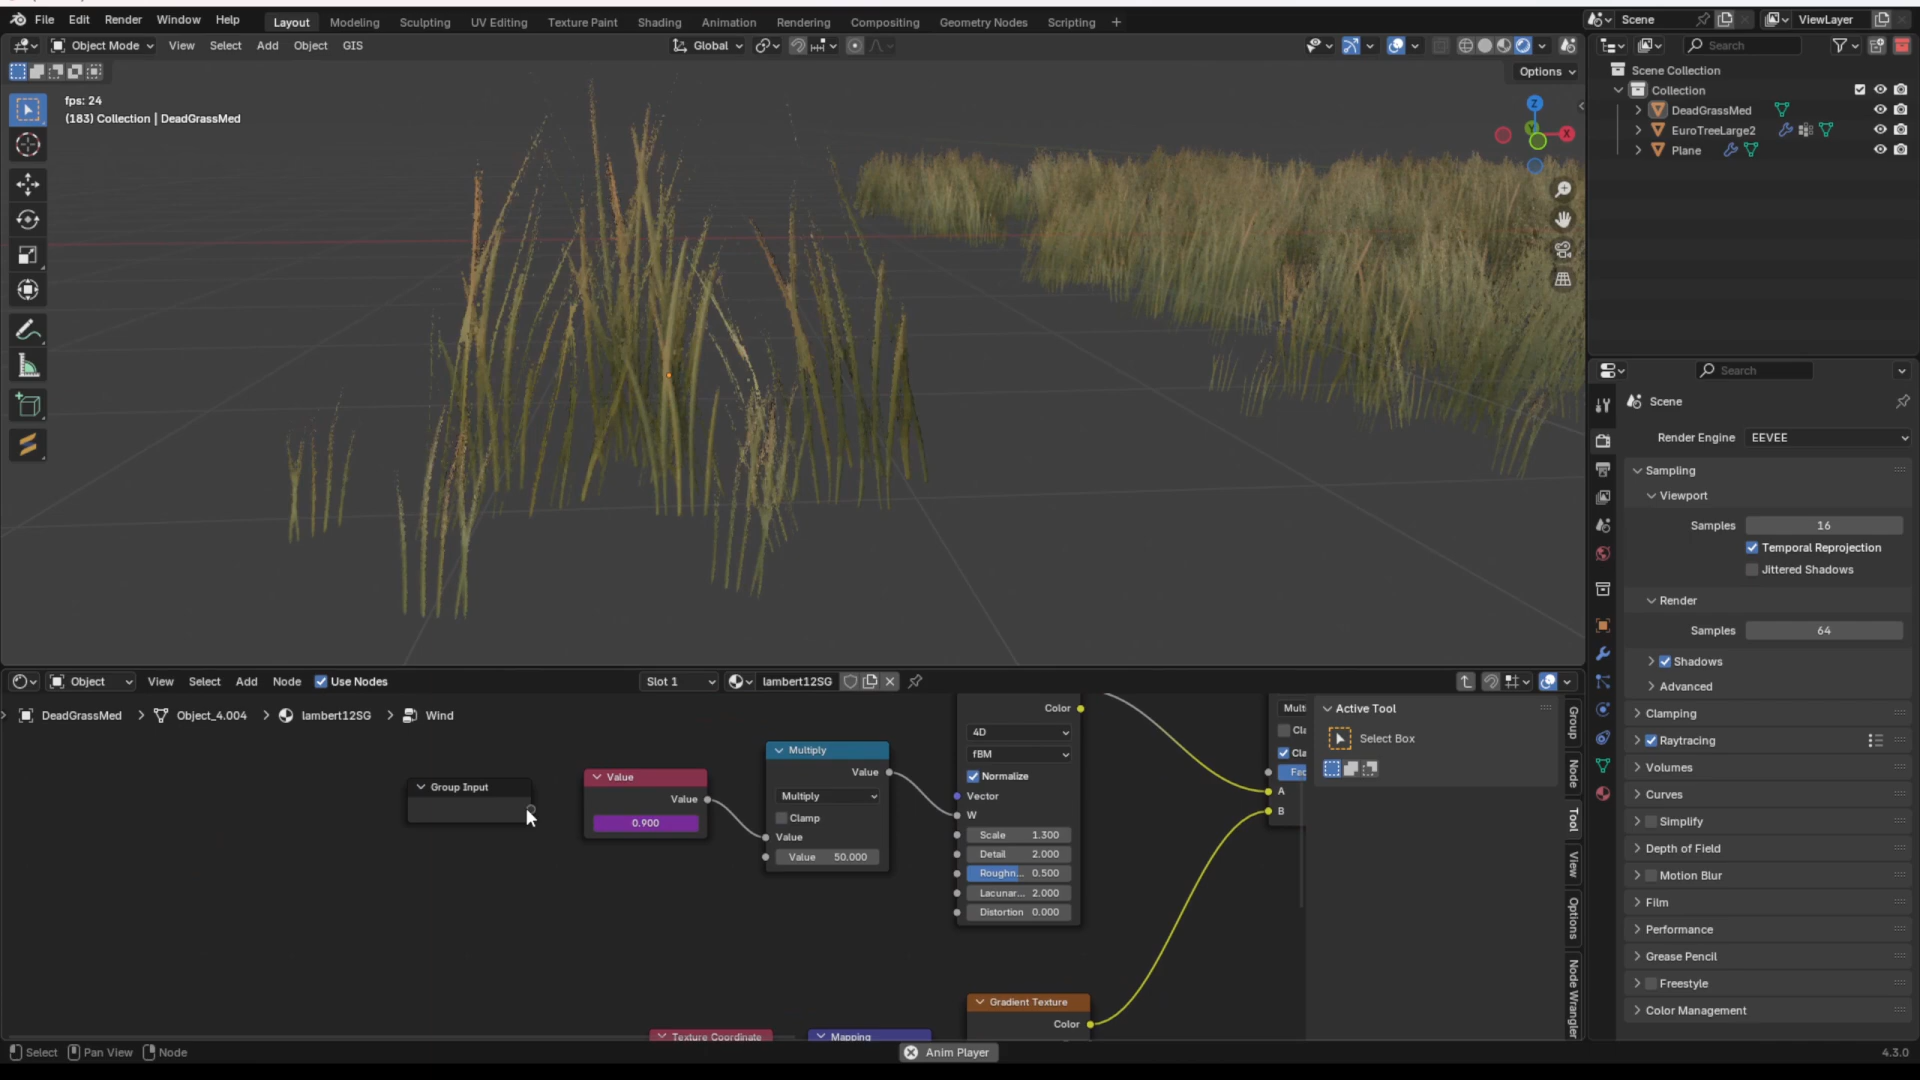 File Edit Render Window Help Layout Modeling Sculpting UV Editing Texture Paint Shading Animation Rendering Compositing Geometry Nodes Scripting + Scene ViewLayer
Object Mode View Select Add Object GIS Global Search
Options
fps: 24
(183) Collection | DeadGrassMed
Z
Y
X
Scene Collection
Collection
DeadGrassMed
EuroTreeLarge2
Plane
Search
Scene
Render Engine EEVEE
Sampling
Viewport
Samples 16
Temporal Reprojection
Jittered Shadows
Render
Samples 64
Shadows
Advanced
Clamping
Raytracing
Volumes
Curves
Simplify
Depth of Field
Motion Blur
Film
Performance
Grease Pencil
Freestyle
Color Management
Object View Select Add Node Use Nodes Slot 1 lambert12SG
DeadGrassMed Object_4.004 lambert12SG Wind
Group Input
Value
Value
0.900
Multiply
Value
Multiply
Clamp
Value
Value 50.000
Color
4D
fBM
Normalize
Vector
W
Scale 1.300
Detail 2.000
Roughn... 0.500
Lacunar... 2.000
Distortion 0.000
Multi
Cla
Cla
Fac
A
B
Gradient Texture
Color
Texture Coordinate
Mapping
Active Tool
Select Box
Group
Node
Tool
View
Options
Node Wrangler
Select Pan View Node Anim Player 4.3.0